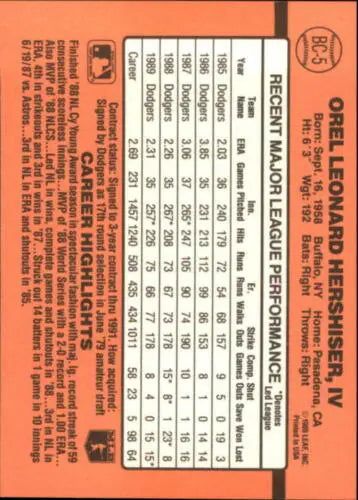 BC-5
OREL LEONARD HERSHISER, IV
Born: Sept. 16, 1958 Buffalo, NY Home: Pasadena, CA
Ht: 6' 3" Wgt: 192 Bats: Right Throws: Right
© 1989 LEAF, INC.
Printed in USA
RECENT MAJOR LEAGUE PERFORMANCE *Denotes Led League
Team Inn. Er. Strike Comp. Shut
Year Name ERA Games Pitched Hits Runs Runs Walks Outs Games Outs Save Won Lost
1985 Dodgers 2.03 36 240 179 72 54 68 157 9 5 0 19 3
1986 Dodgers 3.85 35 231 213 112 99 86 153 8 1 0 14 14
1987 Dodgers 3.06 37 265* 247 105 90 74 190 10 1 1 16 16
1988 Dodgers 2.26 35 267* 208 73 67 73 178 15* 8* 1 23* 8
1989 Dodgers 2.31 35 257 226 75 66 77 178 8 4 0 15 15*
Career 2.69 231 1457 1240 508 435 434 1011 58 23 5 98 64
Contract status: Signed to 3-year contract thru 1991. How acquired:
Signed by Dodgers as 17th round selection in June '79 amateur draft
CAREER HIGHLIGHTS
Finished '88 NL Cy Young Award season in spectacular fashion with maj. lg. record streak of 59
consecutive scoreless innings...MVP of '88 World Series with a 2-0 record and 1.00 ERA...
Also MVP of '88 NLCS...Led NL in wins, complete games and shutouts in '88...3rd in NL in
ERA, 4th in strikeouts and 3rd in wins in '87...Struck out 14 batters in 1 game in 10 innings
6/19/87 vs. Astros...3rd in NL in ERA and shutouts in '85.